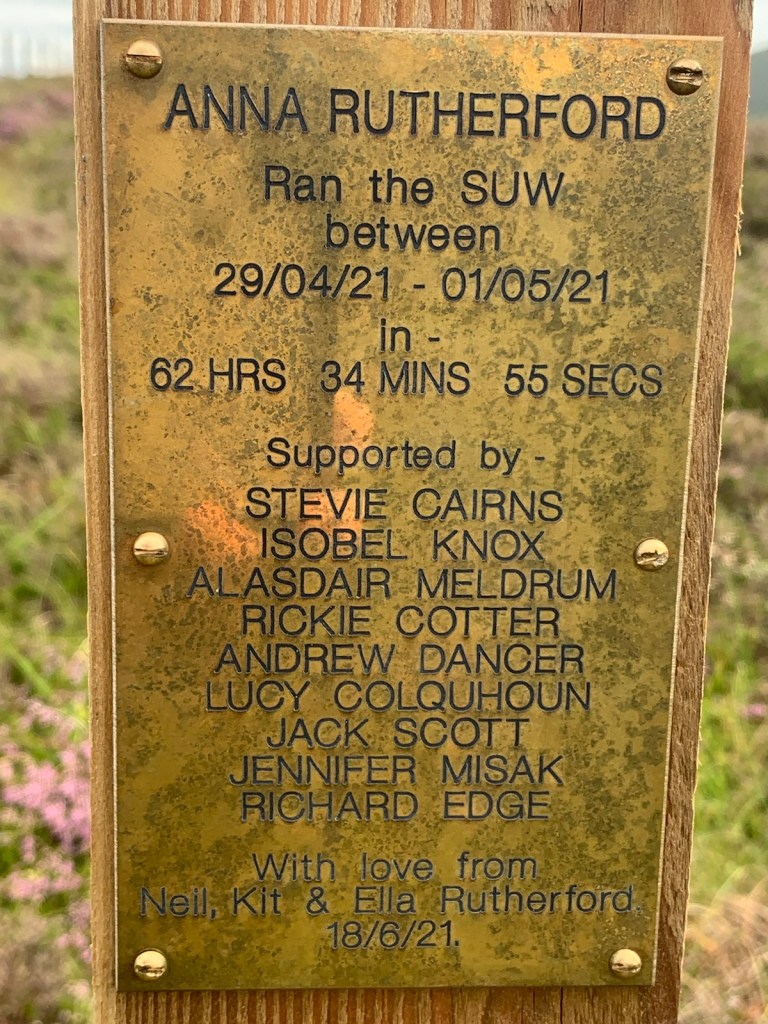 ANNA RUTHERFORD
Ran the SUW
between
29/04/21 - 01/05/21
in -
62 HRS 34 MINS 55 SECS
Supported by -
STEVIE CAIRNS
ISOBEL KNOX
ALASDAIR MELDRUM
RICKIE COTTER
ANDREW DANCER
LUCY COLQUHOUN
JACK SCOTT
JENNIFER MISAK
RICHARD EDGE
With love from
Neil, Kit & Ella Rutherford.
18/6/21.